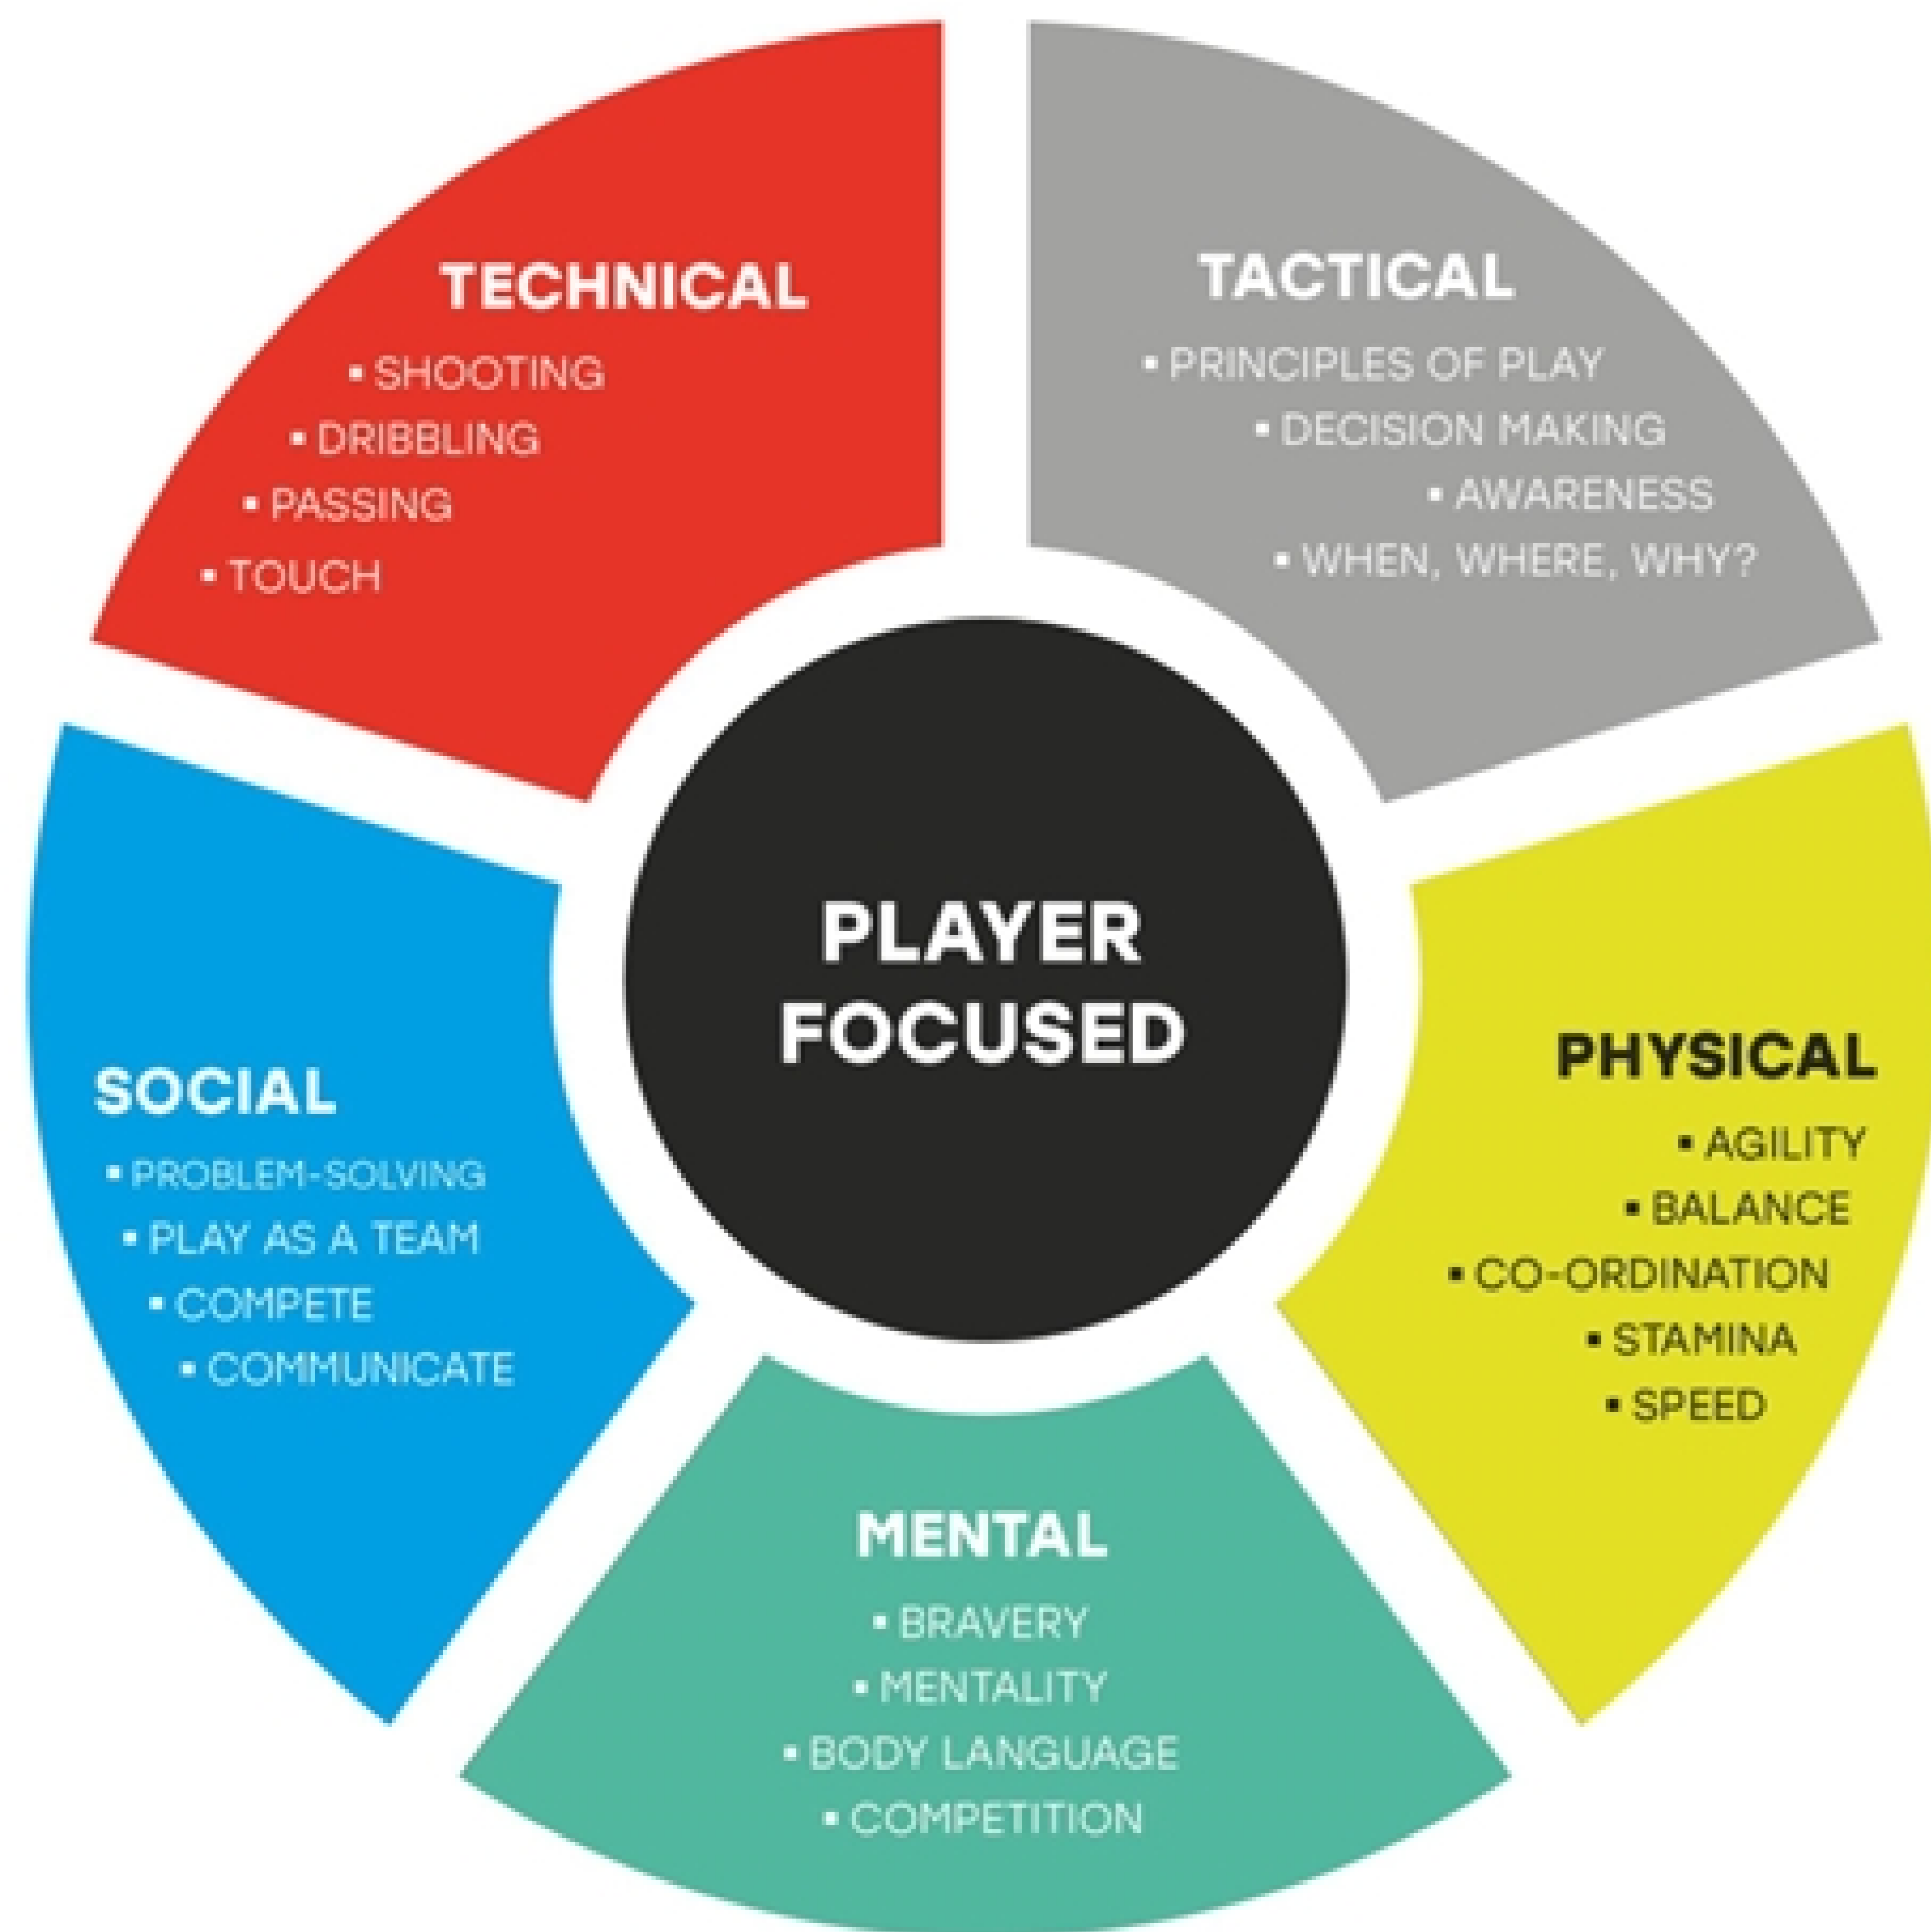 TECHNICAL
▪ SHOOTING
▪ DRIBBLING
▪ PASSING
▪ TOUCH
TACTICAL
▪ PRINCIPLES OF PLAY
▪ DECISION MAKING
▪ AWARENESS
▪ WHEN, WHERE, WHY?
PLAYER
FOCUSED
SOCIAL
▪ PROBLEM-SOLVING
▪ PLAY AS A TEAM
▪ COMPETE
▪ COMMUNICATE
PHYSICAL
▪ AGILITY
▪ BALANCE
▪ CO-ORDINATION
▪ STAMINA
▪ SPEED
MENTAL
▪ BRAVERY
▪ MENTALITY
▪ BODY LANGUAGE
▪ COMPETITION